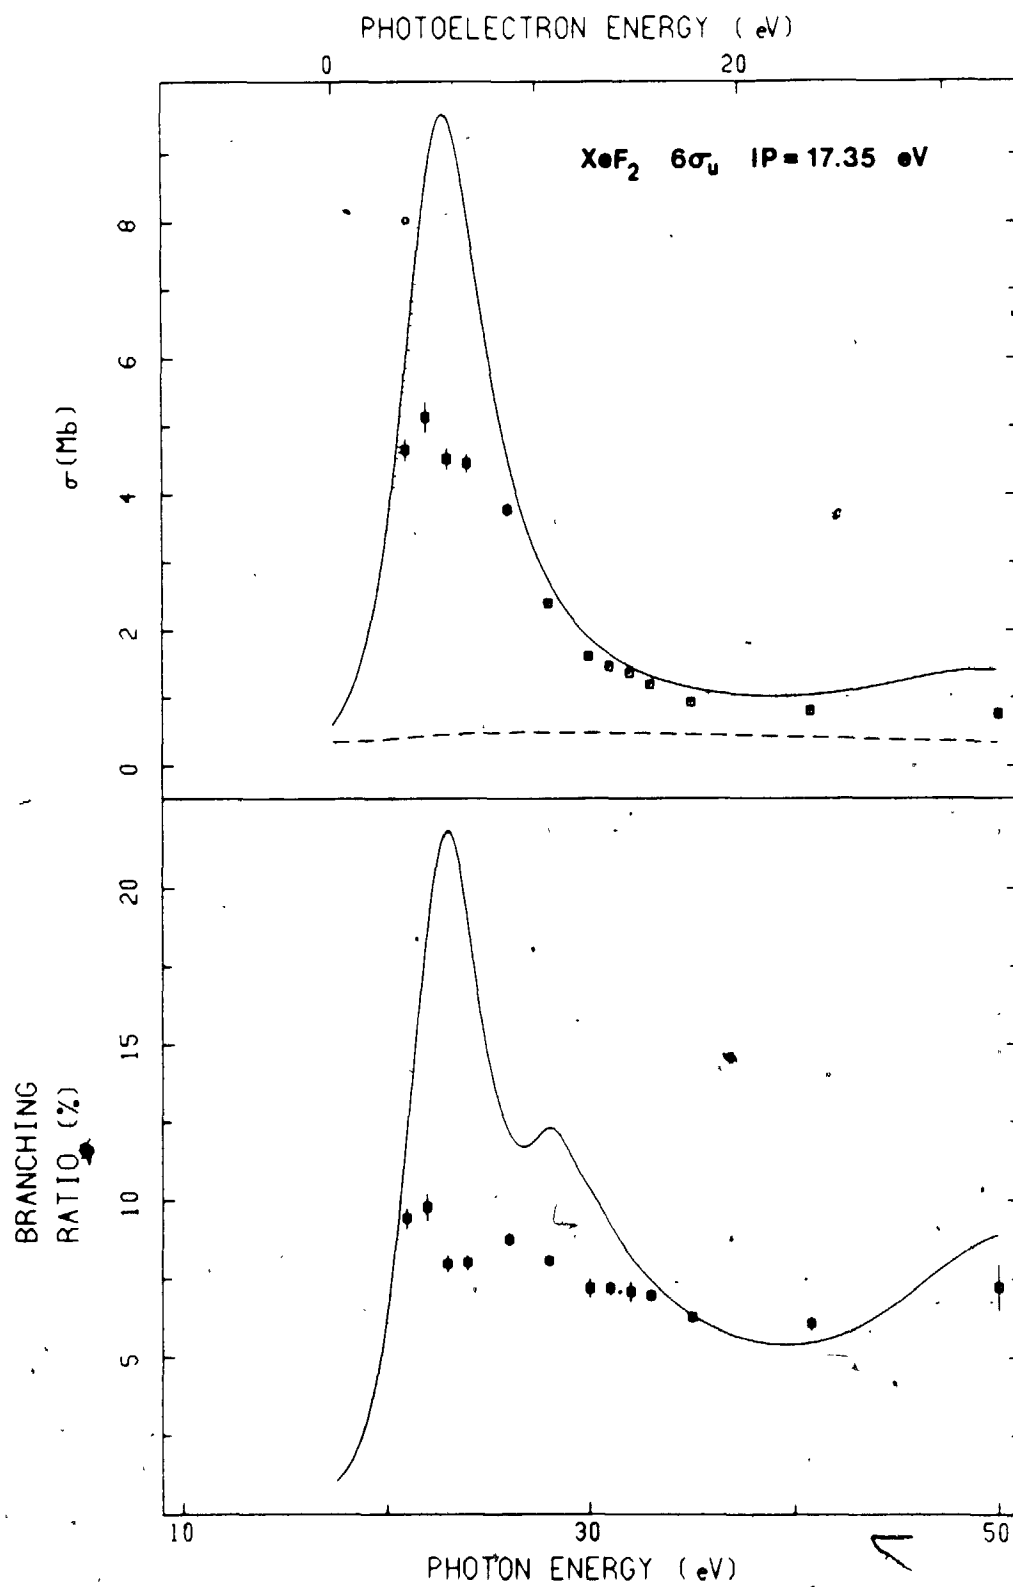 PHOTOELECTRON ENERGY (eV)
0 20
XeF2 6σu IP = 17.35 eV
8
6
4
2
0
σ(Mb)
20
15
10
5
BRANCHING
RATIO (%)
10 30 50
PHOTON ENERGY (eV)